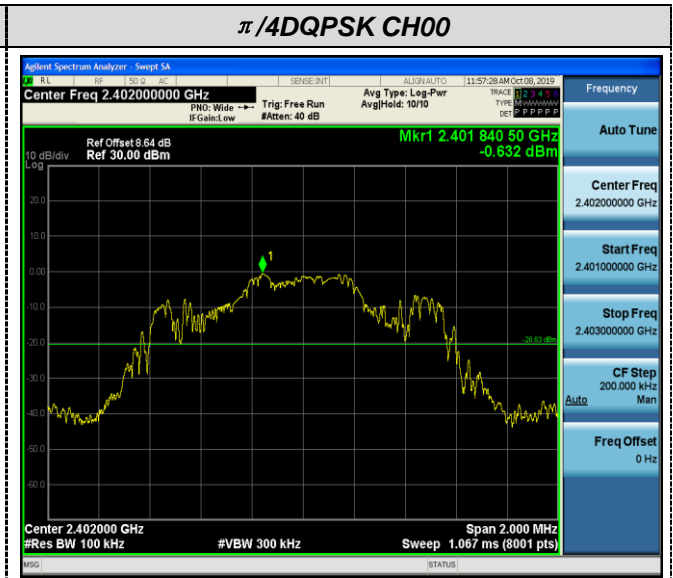 π/4DQPSK CH00
Agilent Spectrum Analyzer - Swept SA
RL RF 50 Ω AC SENSE:INT ALIGN AUTO 11:57:28 AM Oct 08, 2019
Center Freq 2.402000000 GHz
PNO: Wide
IFGain:Low
Trig: Free Run
#Atten: 40 dB
Avg Type: Log-Pwr
Avg|Hold: 10/10
TRACE 1 2 3 4 5 6
TYPE M
DET P P P P P P
Frequency
Ref Offset 8.64 dB
10 dB/div Ref 30.00 dBm
Log
Mkr1 2.401 840 50 GHz
-0.632 dBm
Auto Tune
Center Freq
2.402000000 GHz
Start Freq
2.401000000 GHz
Stop Freq
2.403000000 GHz
CF Step
200.000 kHz
Auto Man
Freq Offset
0 Hz
20.0
10.0
0.00
-10.0
-20.0
-30.0
-40.0
-50.0
-60.0
1
-20.63 dBm
Center 2.402000 GHz Span 2.000 MHz
#Res BW 100 kHz #VBW 300 kHz Sweep 1.067 ms (8001 pts)
MSG STATUS